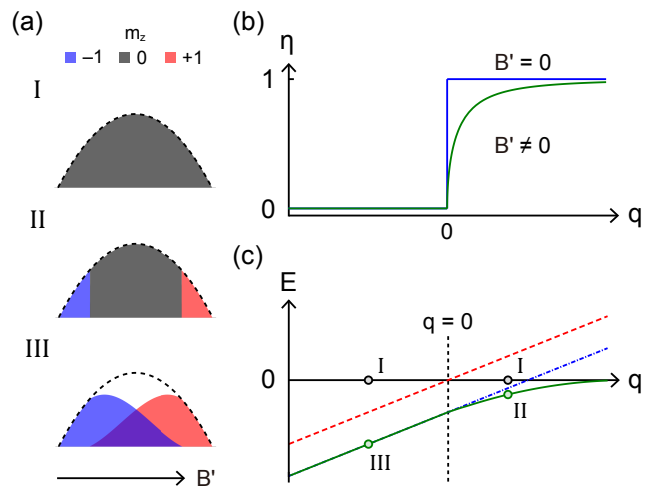 (a)
m_z
−1 0 +1
I
II
III
B'
(b)
η
1
B' = 0
B' ≠ 0
0
0
q
(c)
E
q = 0
I
I
0
q
II
III